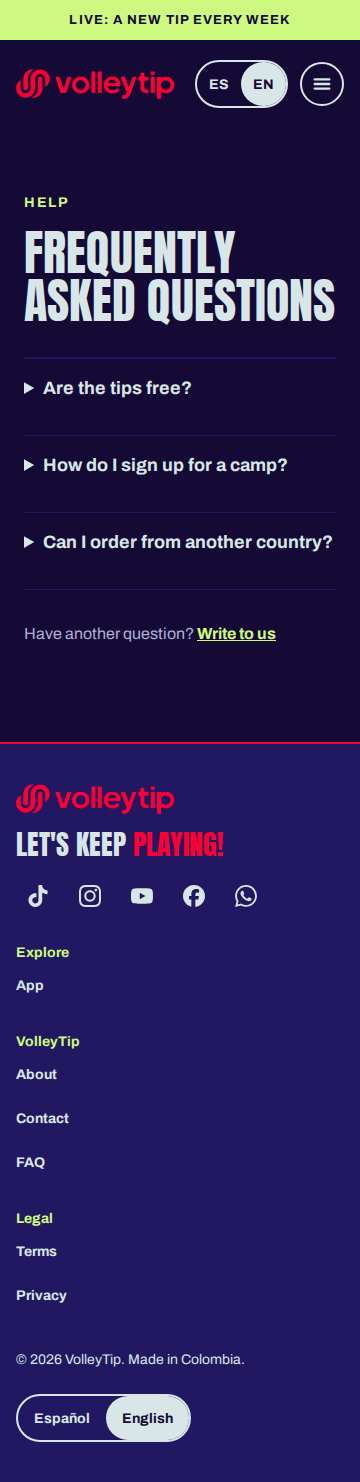 LIVE: A NEW TIP EVERY WEEK
volleytip
ES EN
HELP
FREQUENTLY
ASKED QUESTIONS
Are the tips free?
How do I sign up for a camp?
Can I order from another country?
Have another question? Write to us
volleytip
LET'S KEEP PLAYING!
Explore
App
VolleyTip
About
Contact
FAQ
Legal
Terms
Privacy
© 2026 VolleyTip. Made in Colombia.
Español English